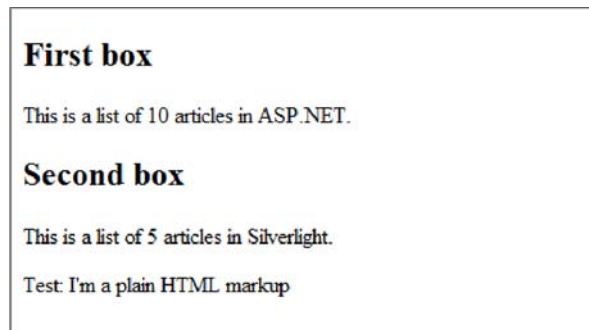 First box
This is a list of 10 articles in ASP.NET.
Second box
This is a list of 5 articles in Silverlight.
Test: I'm a plain HTML markup